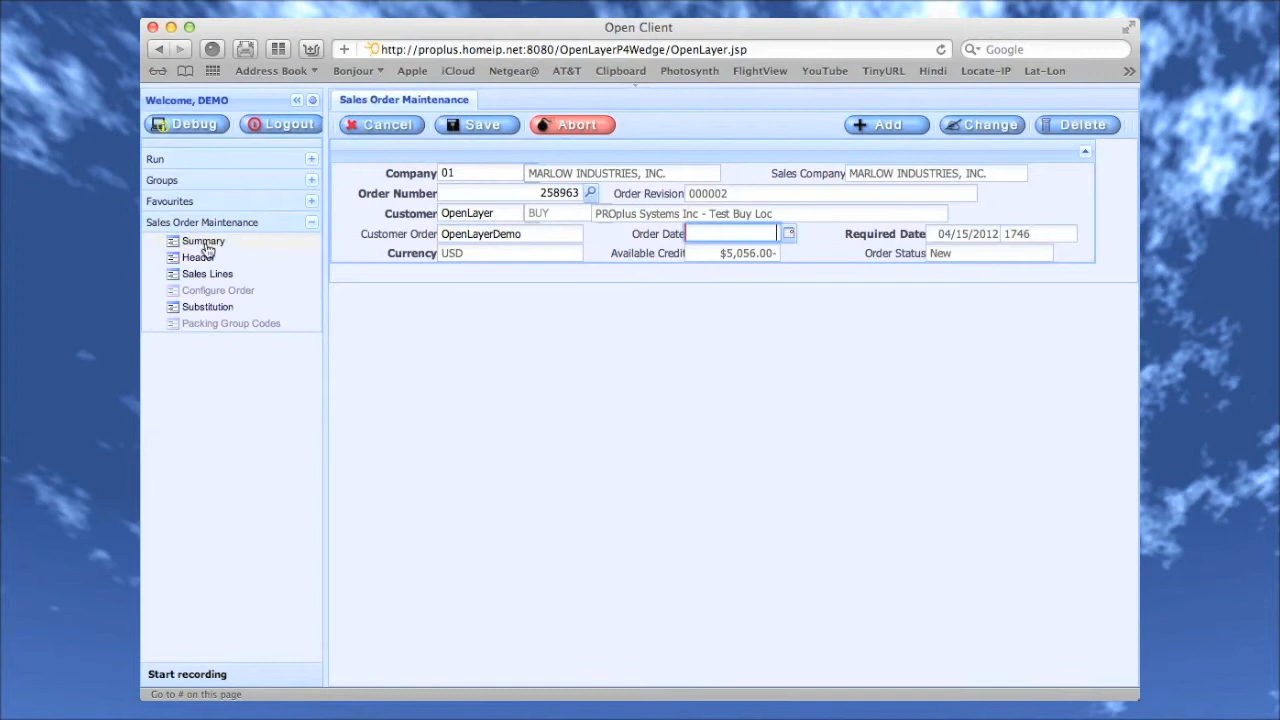 Open Client
http://proplus.homeip.net:8080/OpenLayerP4Wedge/OpenLayer.jsp
Google
Address Book Bonjour Apple iCloud Netgear@ AT&T Clipboard Photosynth FlightView YouTube TinyURL Hindi Locate-IP Lat-Lon
Welcome, DEMO
Debug Logout
Run
Groups
Favourites
Sales Order Maintenance
Summary
Header
Sales Lines
Configure Order
Substitution
Packing Group Codes
Start recording
Go to # on this page
Sales Order Maintenance
Cancel Save Abort Add Change Delete
Company 01 MARLOW INDUSTRIES, INC. Sales Company MARLOW INDUSTRIES, INC.
Order Number 258963 Order Revision 000002
Customer OpenLayer BUY PROplus Systems Inc - Test Buy Loc
Customer Order OpenLayerDemo Order Date Required Date 04/15/2012 1746
Currency USD Available Credit $5,056.00- Order Status New